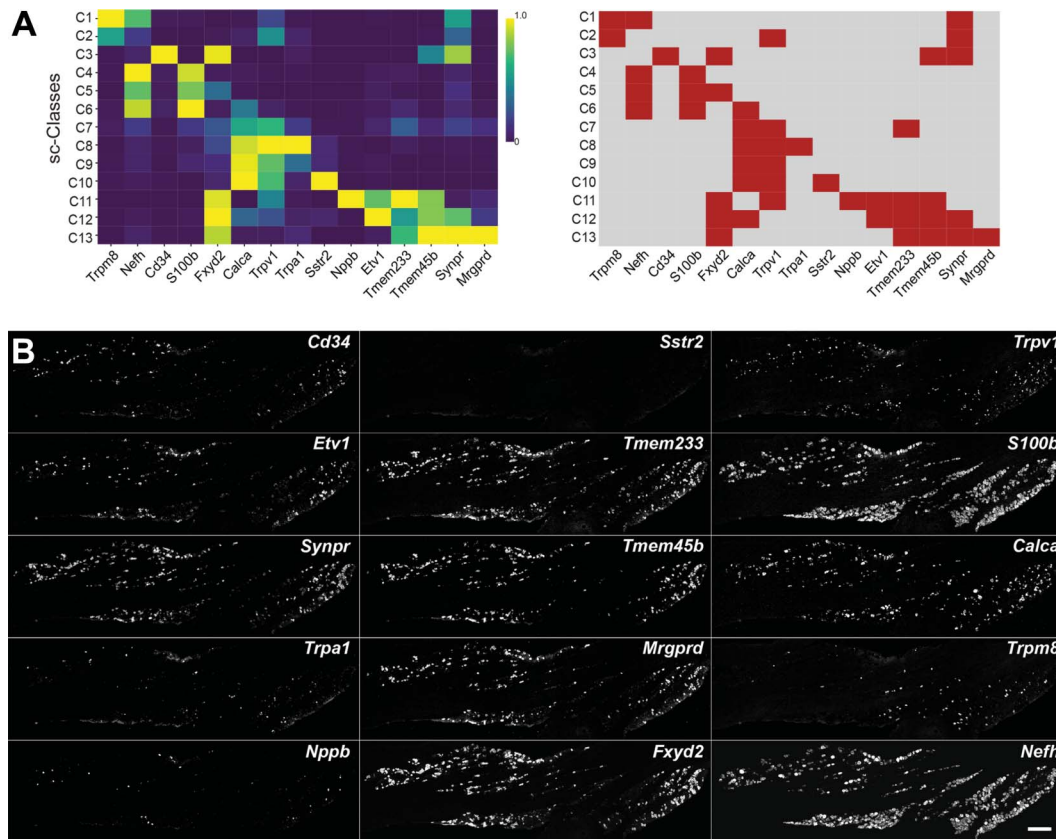 A
sc-Classes
C1
C2
C3
C4
C5
C6
C7
C8
C9
C10
C11
C12
C13
Trpm8
Nefh
Cd34
S100b
Fxyd2
Calca
Trpv1
Trpa1
Sstr2
Nppb
Etv1
Tmem233
Tmem45b
Synpr
Mrgprd
1.0
0
C1
C2
C3
C4
C5
C6
C7
C8
C9
C10
C11
C12
C13
Trpm8
Nefh
Cd34
S100b
Fxyd2
Calca
Trpv1
Trpa1
Sstr2
Nppb
Etv1
Tmem233
Tmem45b
Synpr
Mrgprd
B
Cd34
Sstr2
Trpv1
Etv1
Tmem233
S100b
Synpr
Tmem45b
Calca
Trpa1
Mrgprd
Trpm8
Nppb
Fxyd2
Nefh